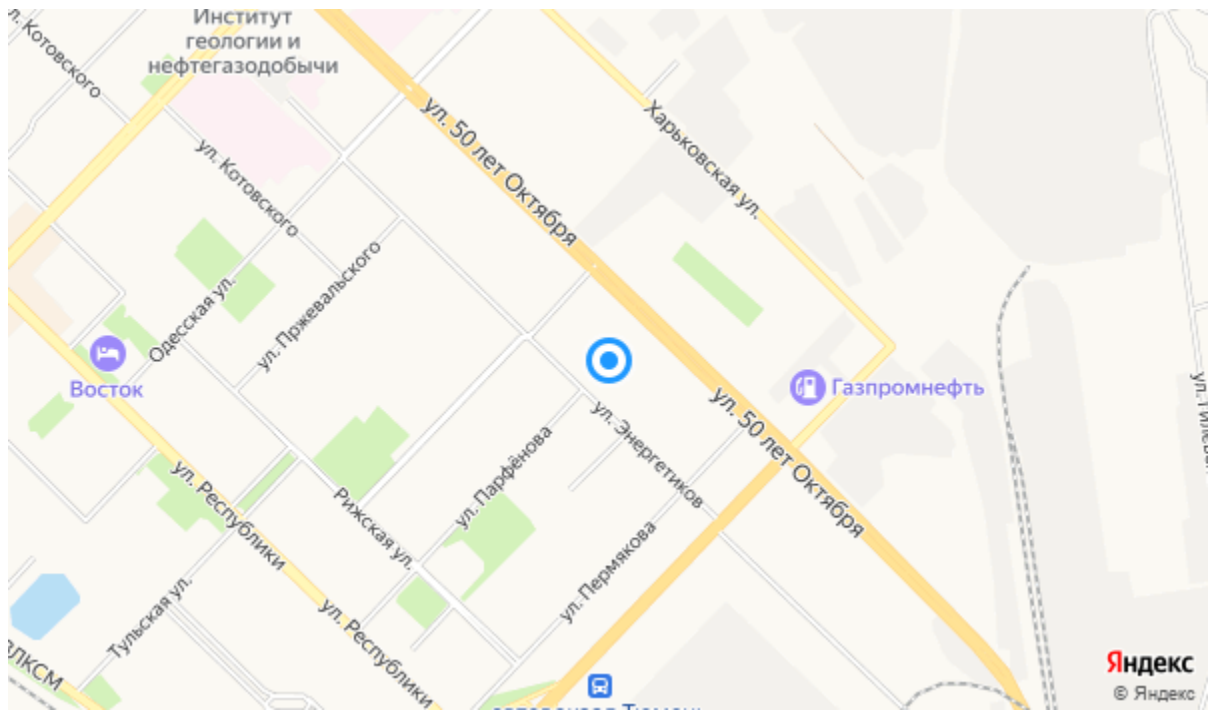 Институт
геологии и
нефтегазодобычи
ул. Котовского
ул. 50 лет Октября
Харьковская ул.
ул. Котовского
Одесская ул.
ул. Пржевальского
Восток
Газпромнефть
ул. 50 лет Октября
ул. Энергетиков
ул. Парфёнова
ул. Республики
Рижская ул.
ул. Пермякова
Тульская ул.
ул. Республики
ВЛКСМ
Яндекс
© Яндекс